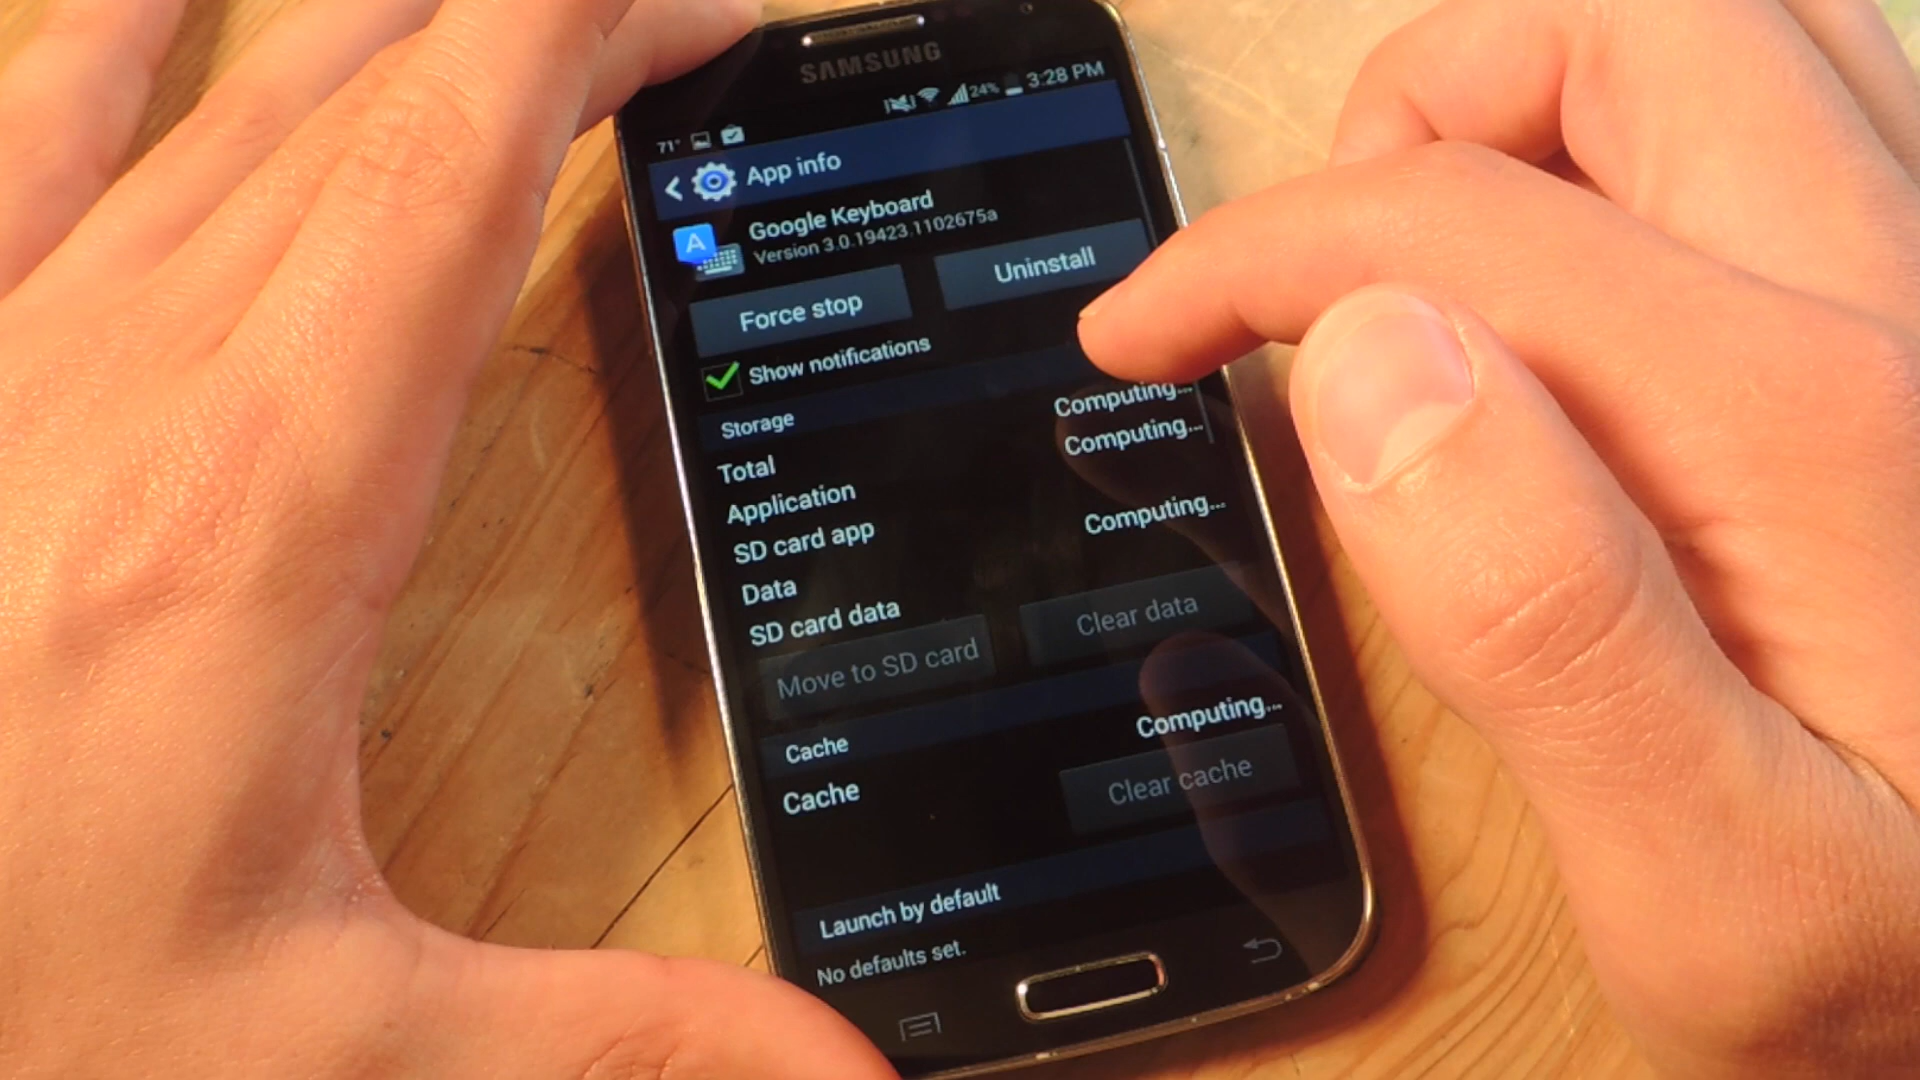 SAMSUNG
71° 24% 3:28 PM
App info
Google Keyboard
Version 3.0.19423.1102675a
Force stop Uninstall
Show notifications
Storage
Total Computing...
Application Computing...
SD card app
Data Computing...
SD card data
Move to SD card Clear data
Cache
Cache Computing...
Clear cache
Launch by default
No defaults set.